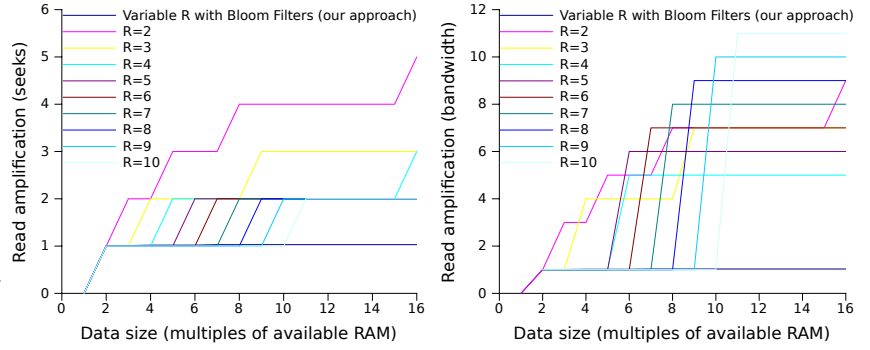 Variable R with Bloom Filters (our approach)
R=2
R=3
R=4
R=5
R=6
R=7
R=8
R=9
R=10
Read amplification (seeks)
6
5
4
3
2
1
0
0 2 4 6 8 10 12 14 16
Data size (multiples of available RAM)
Variable R with Bloom Filters (our approach)
R=2
R=3
R=4
R=5
R=6
R=7
R=8
R=9
R=10
Read amplification (bandwidth)
12
10
8
6
4
2
0
0 2 4 6 8 10 12 14 16
Data size (multiples of available RAM)